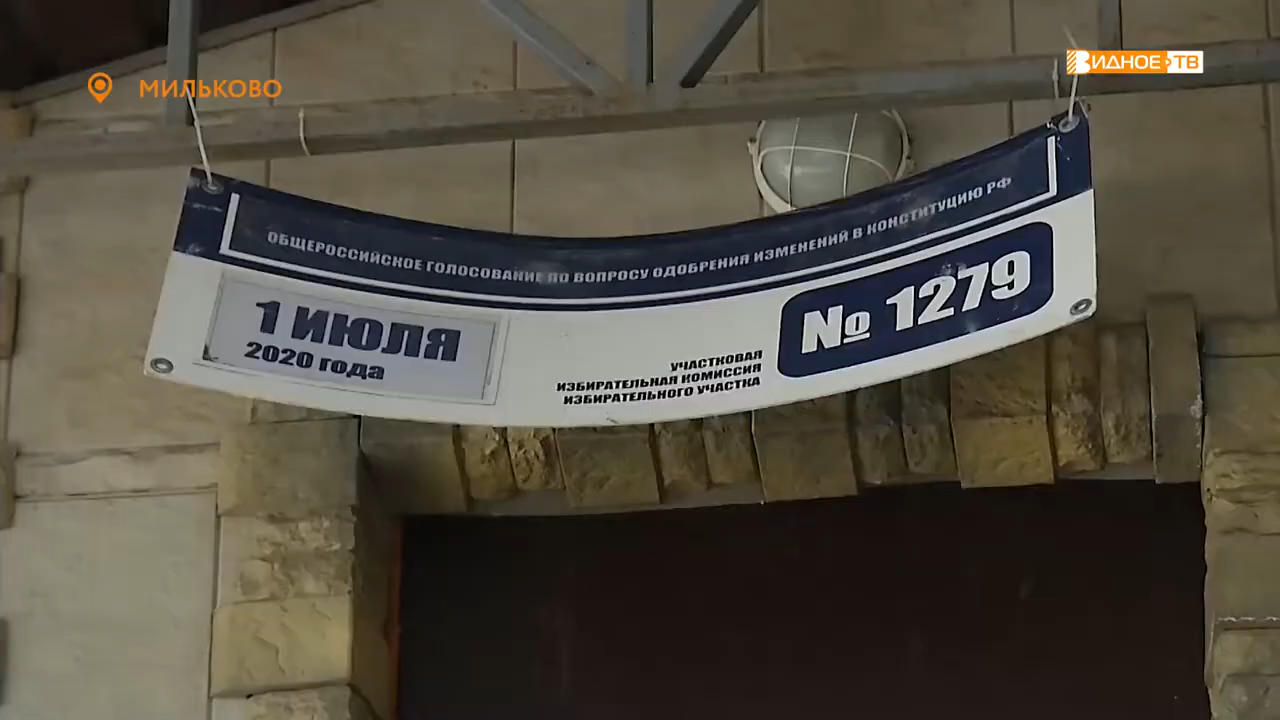 МИЛЬКОВО
ВИДНОЕ ТВ
ОБЩЕРОССИЙСКОЕ ГОЛОСОВАНИЕ ПО ВОПРОСУ ОДОБРЕНИЯ ИЗМЕНЕНИЙ В КОНСТИТУЦИЮ РФ
1 ИЮЛЯ
2020 года
УЧАСТКОВАЯ
ИЗБИРАТЕЛЬНАЯ КОМИССИЯ
ИЗБИРАТЕЛЬНОГО УЧАСТКА
№ 1279